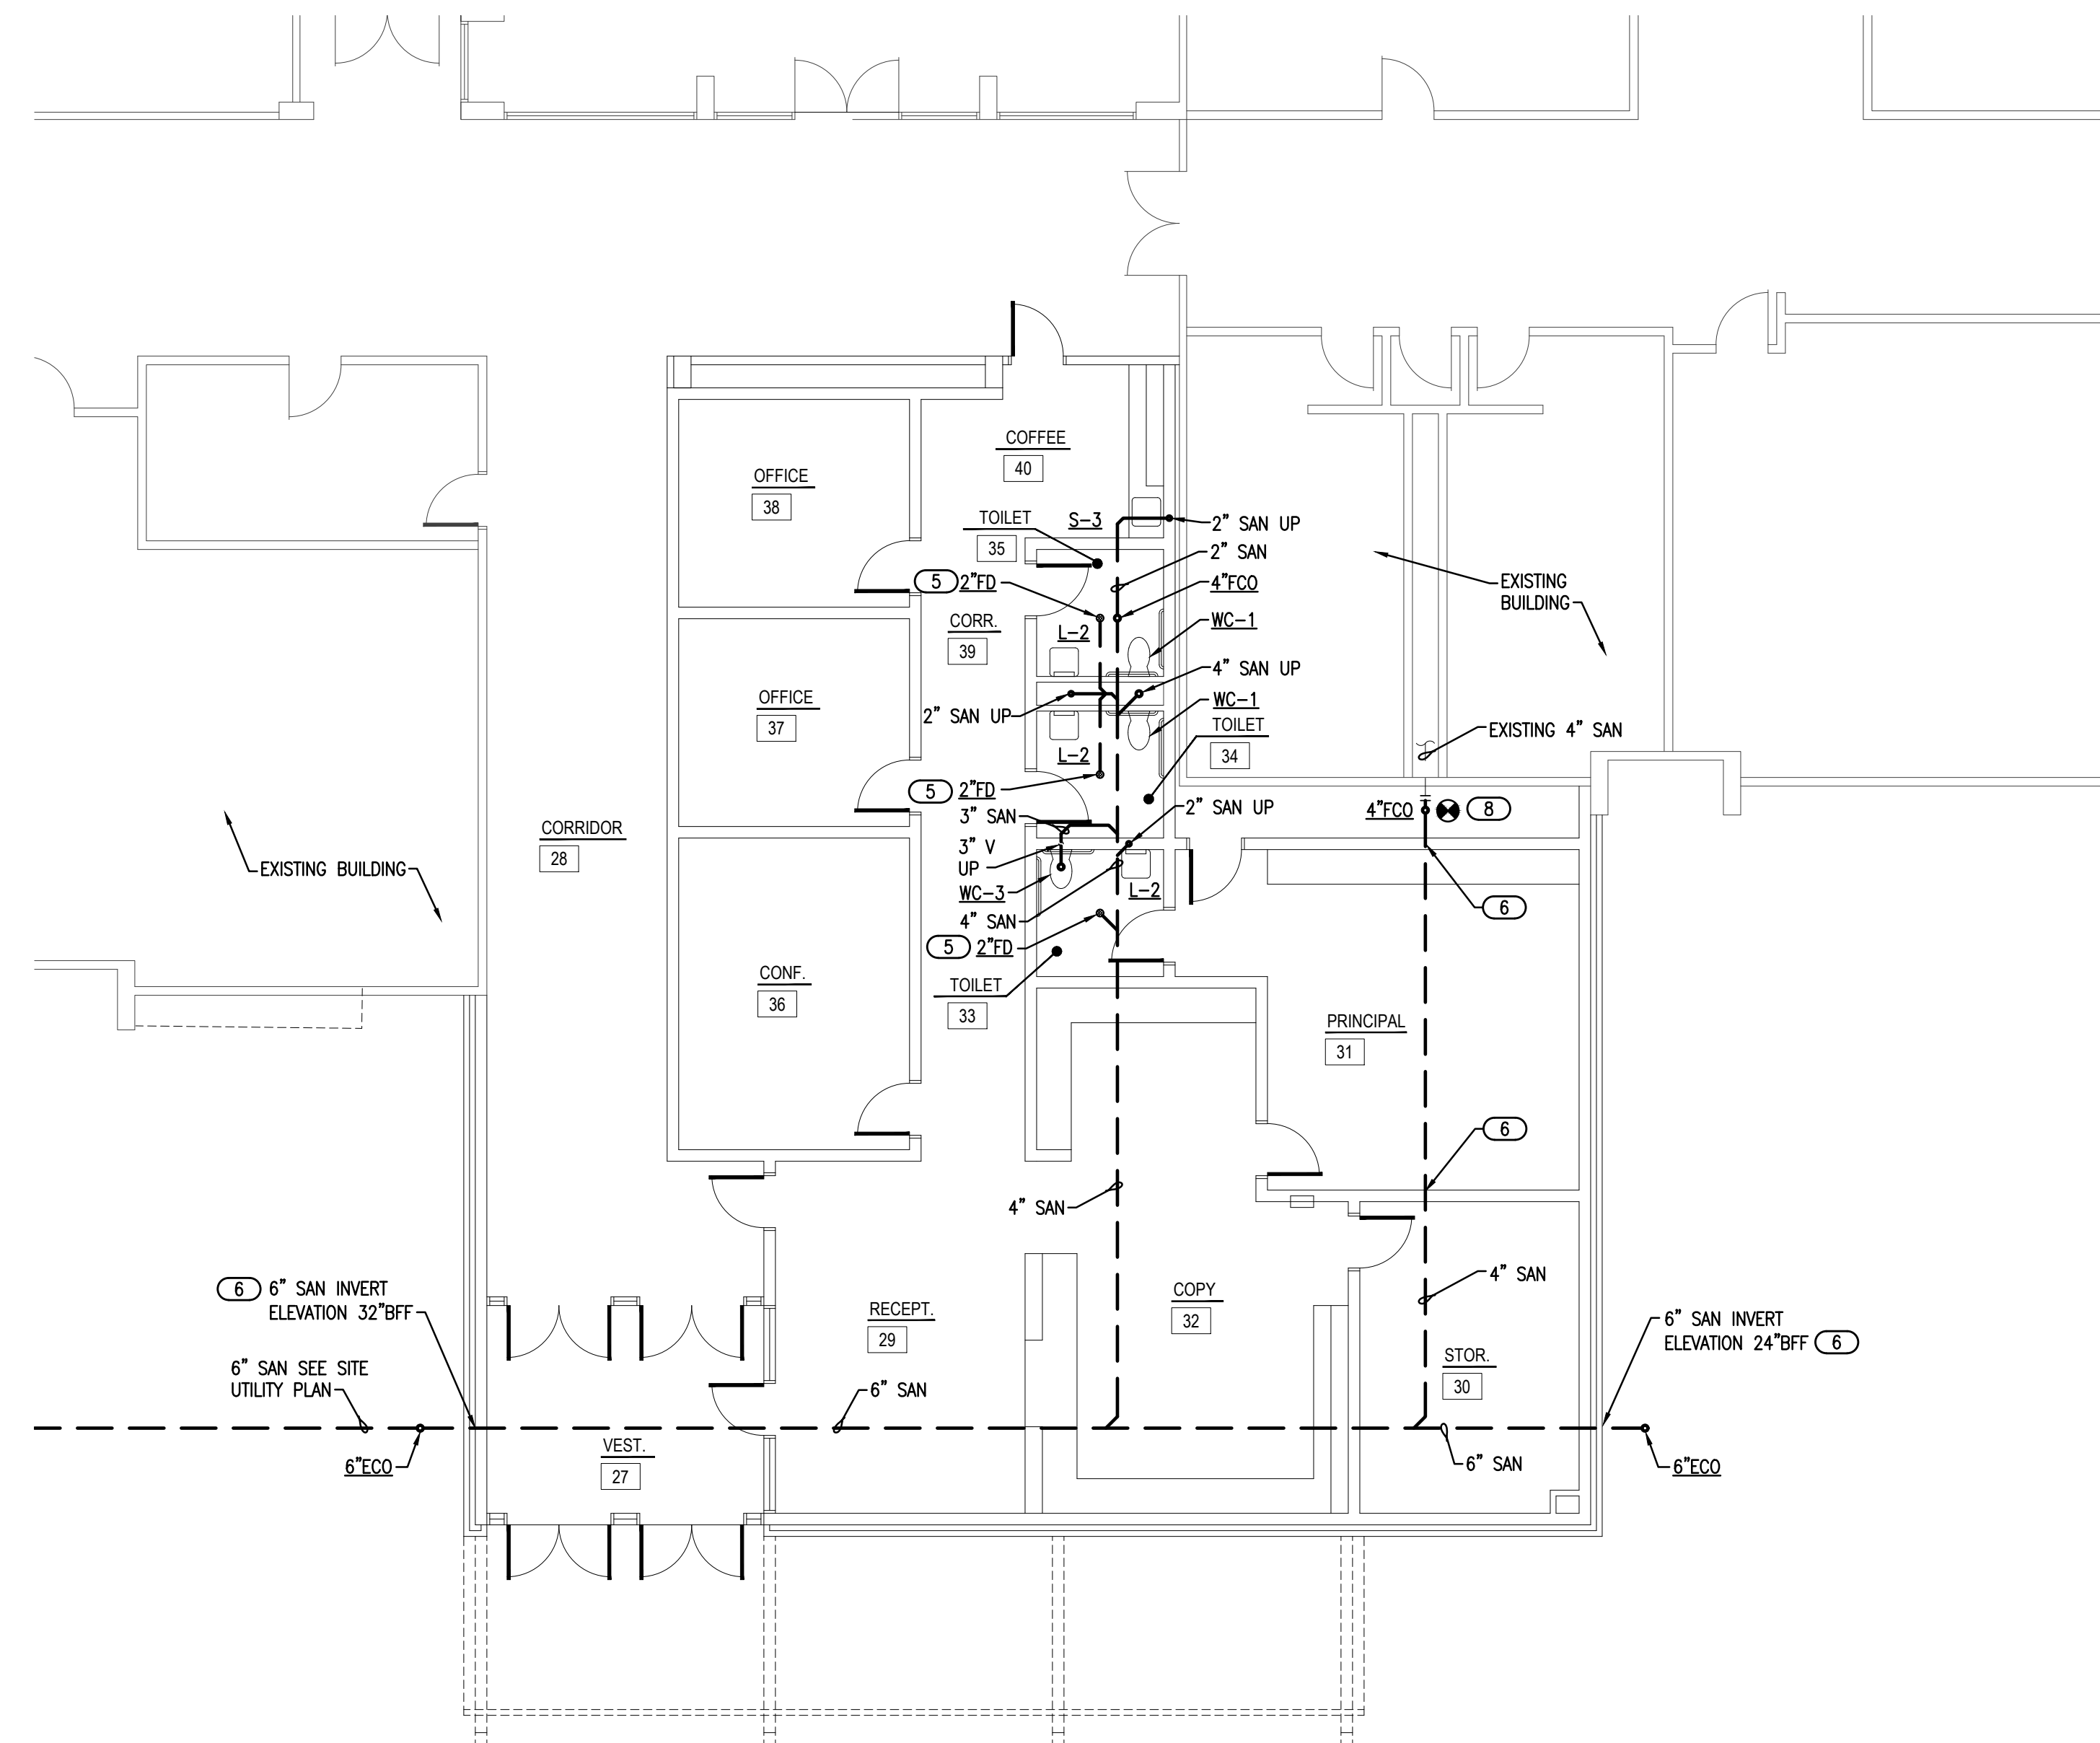 COFFEE
40
OFFICE
38
TOILET
35
S-3
2" SAN UP
2" SAN
4"FCO
5 2"FD
L-2
WC-1
CORR.
39
4" SAN UP
WC-1
TOILET
34
EXISTING
BUILDING
OFFICE
37
2" SAN UP
L-2
EXISTING 4" SAN
5 2"FD
3" SAN
2" SAN UP
4"FCO 8
CORRIDOR
28
3" V
UP
WC-3
L-2
4" SAN
5 2"FD
6
EXISTING BUILDING
CONF.
36
TOILET
33
PRINCIPAL
31
6
4" SAN
4" SAN
6 6" SAN INVERT
ELEVATION 32"BFF
6" SAN SEE SITE
UTILITY PLAN
6"ECO
VEST.
27
RECEPT.
29
6" SAN
COPY
32
STOR.
30
6" SAN
6" SAN INVERT
ELEVATION 24"BFF 6
6"ECO